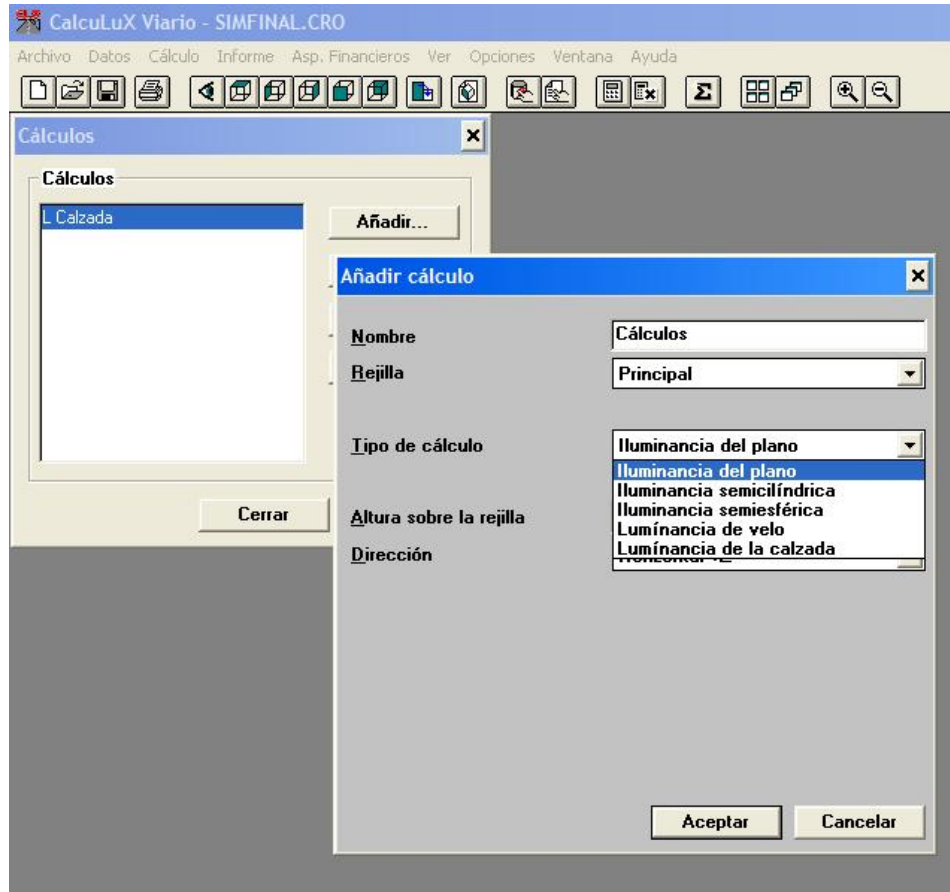 CalcuLuX Viario - SIMFINAL.CRO
Archivo Datos Cálculo Informe Asp. Financieros Ver Opciones Ventana Ayuda
Cálculos
Cálculos
L Calzada
Añadir...
Cerrar
Añadir cálculo
Nombre Cálculos
Rejilla Principal
Tipo de cálculo Iluminancia del plano
Iluminancia del plano
Iluminancia semicilíndrica
Iluminancia semiesférica
Lumínancia de velo
Lumínancia de la calzada
Altura sobre la rejilla
Dirección
Aceptar Cancelar